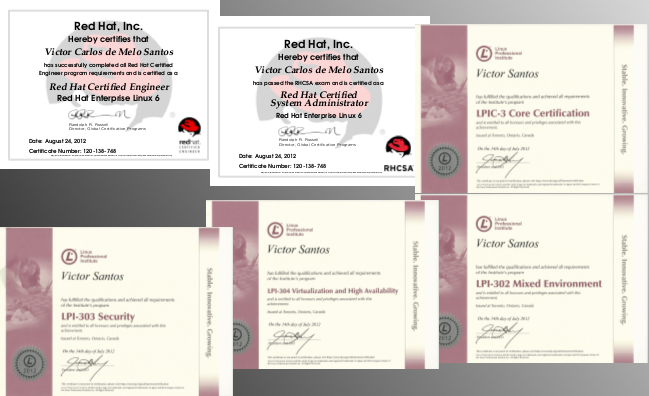 Red Hat, Inc.
Hereby certifies that
Victor Carlos de Melo Santos
has successfully completed all Red Hat Certified
Engineer program requirements and is certified as a
Red Hat Certified Engineer
Red Hat Enterprise Linux 6
Randolph R. Russell
Director, Global Certification Programs
Date: August 24, 2012
Certificate Number: 120-138-768
redhat
CERTIFIED
ENGINEER
Red Hat, Inc.
Hereby certifies that
Victor Carlos de Melo Santos
has passed the RHCSA exam and is certified as a
Red Hat Certified
System Administrator
Red Hat Enterprise Linux 6
Randolph R. Russell
Director, Global Certification Programs
Date: August 24, 2012
Certificate Number: 120-138-768
RHCSA
Linux
Professional
Institute
Victor Santos
has fulfilled the qualifications and achieved all requirements
of the Institute's program
LPIC-3 Core Certification
and is entitled to all honours and privileges associated with this
achievement.
Issued at Toronto, Ontario, Canada
On the 14th day of July 2012
2012
Stable. Innovative. Growing.
Linux
Professional
Institute
Victor Santos
has fulfilled the qualifications and achieved all requirements
of the Institute's program
LPI-303 Security
and is entitled to all honours and privileges associated with this
achievement.
Issued at Toronto, Ontario, Canada
On the 14th day of July 2012
2012
Stable. Innovative. Growing.
Linux
Professional
Institute
Victor Santos
has fulfilled the qualifications and achieved all requirements
of the Institute's program
LPI-304 Virtualization and High Availability
and is entitled to all honours and privileges associated with this
achievement.
Issued at Toronto, Ontario, Canada
On the 14th day of July 2012
Stable. Innovative. Growing.
Linux
Professional
Institute
Victor Santos
has fulfilled the qualifications and achieved all requirements
of the Institute's program
LPI-302 Mixed Environment
and is entitled to all honours and privileges associated with this
achievement.
Issued at Toronto, Ontario, Canada
On the 14th day of July 2012
2012
Stable. Innovative. Growing.